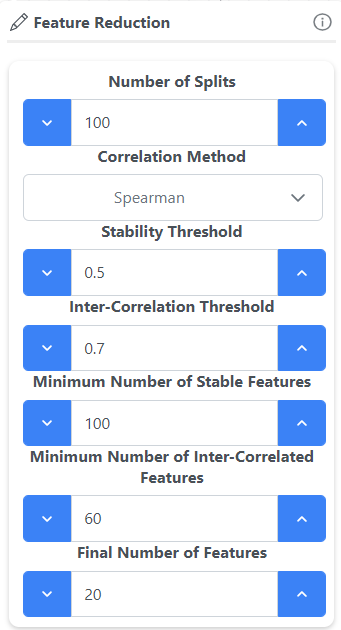 Feature Reduction
Number of Splits
100
Correlation Method
Spearman
Stability Threshold
0.5
Inter-Correlation Threshold
0.7
Minimum Number of Stable Features
100
Minimum Number of Inter-Correlated
Features
60
Final Number of Features
20